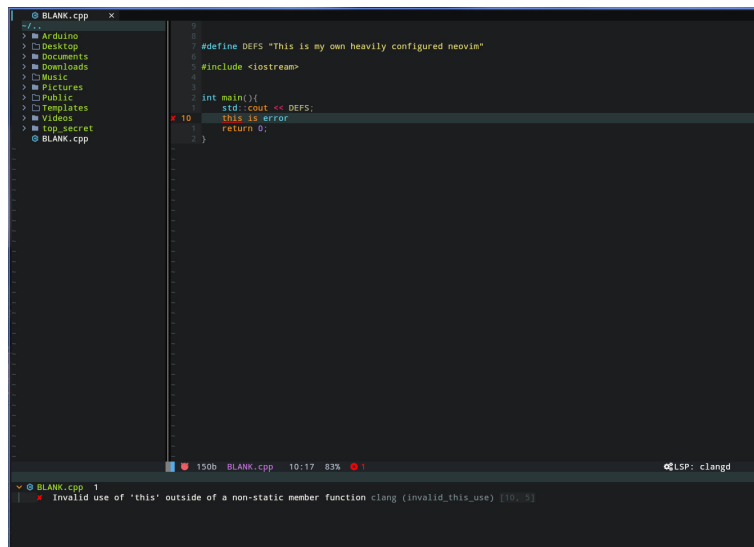 BLANK.cpp ×
~/..
Arduino
Desktop
Documents
Downloads
Music
Pictures
Public
Templates
Videos
top_secret
BLANK.cpp
9
8
7 #define DEFS "This is my own heavily configured neovim"
6
5 #include <iostream>
4
3
2 int main(){
1 std::cout << DEFS;
10 this is error
1 return 0;
2 }
150b BLANK.cpp 10:17 83% 1 LSP: clangd
BLANK.cpp 1
Invalid use of 'this' outside of a non-static member function clang (invalid_this_use) [10, 5]